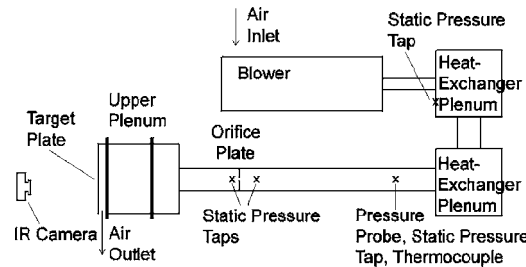 Air
Inlet
Static Pressure
Tap
Blower
Heat-
Exchanger
Plenum
Target
Plate
Upper
Plenum
Orifice
Plate
Heat-
Exchanger
Plenum
Static Pressure
Taps
Pressure
Probe, Static Pressure
Tap, Thermocouple
IR Camera
Air
Outlet